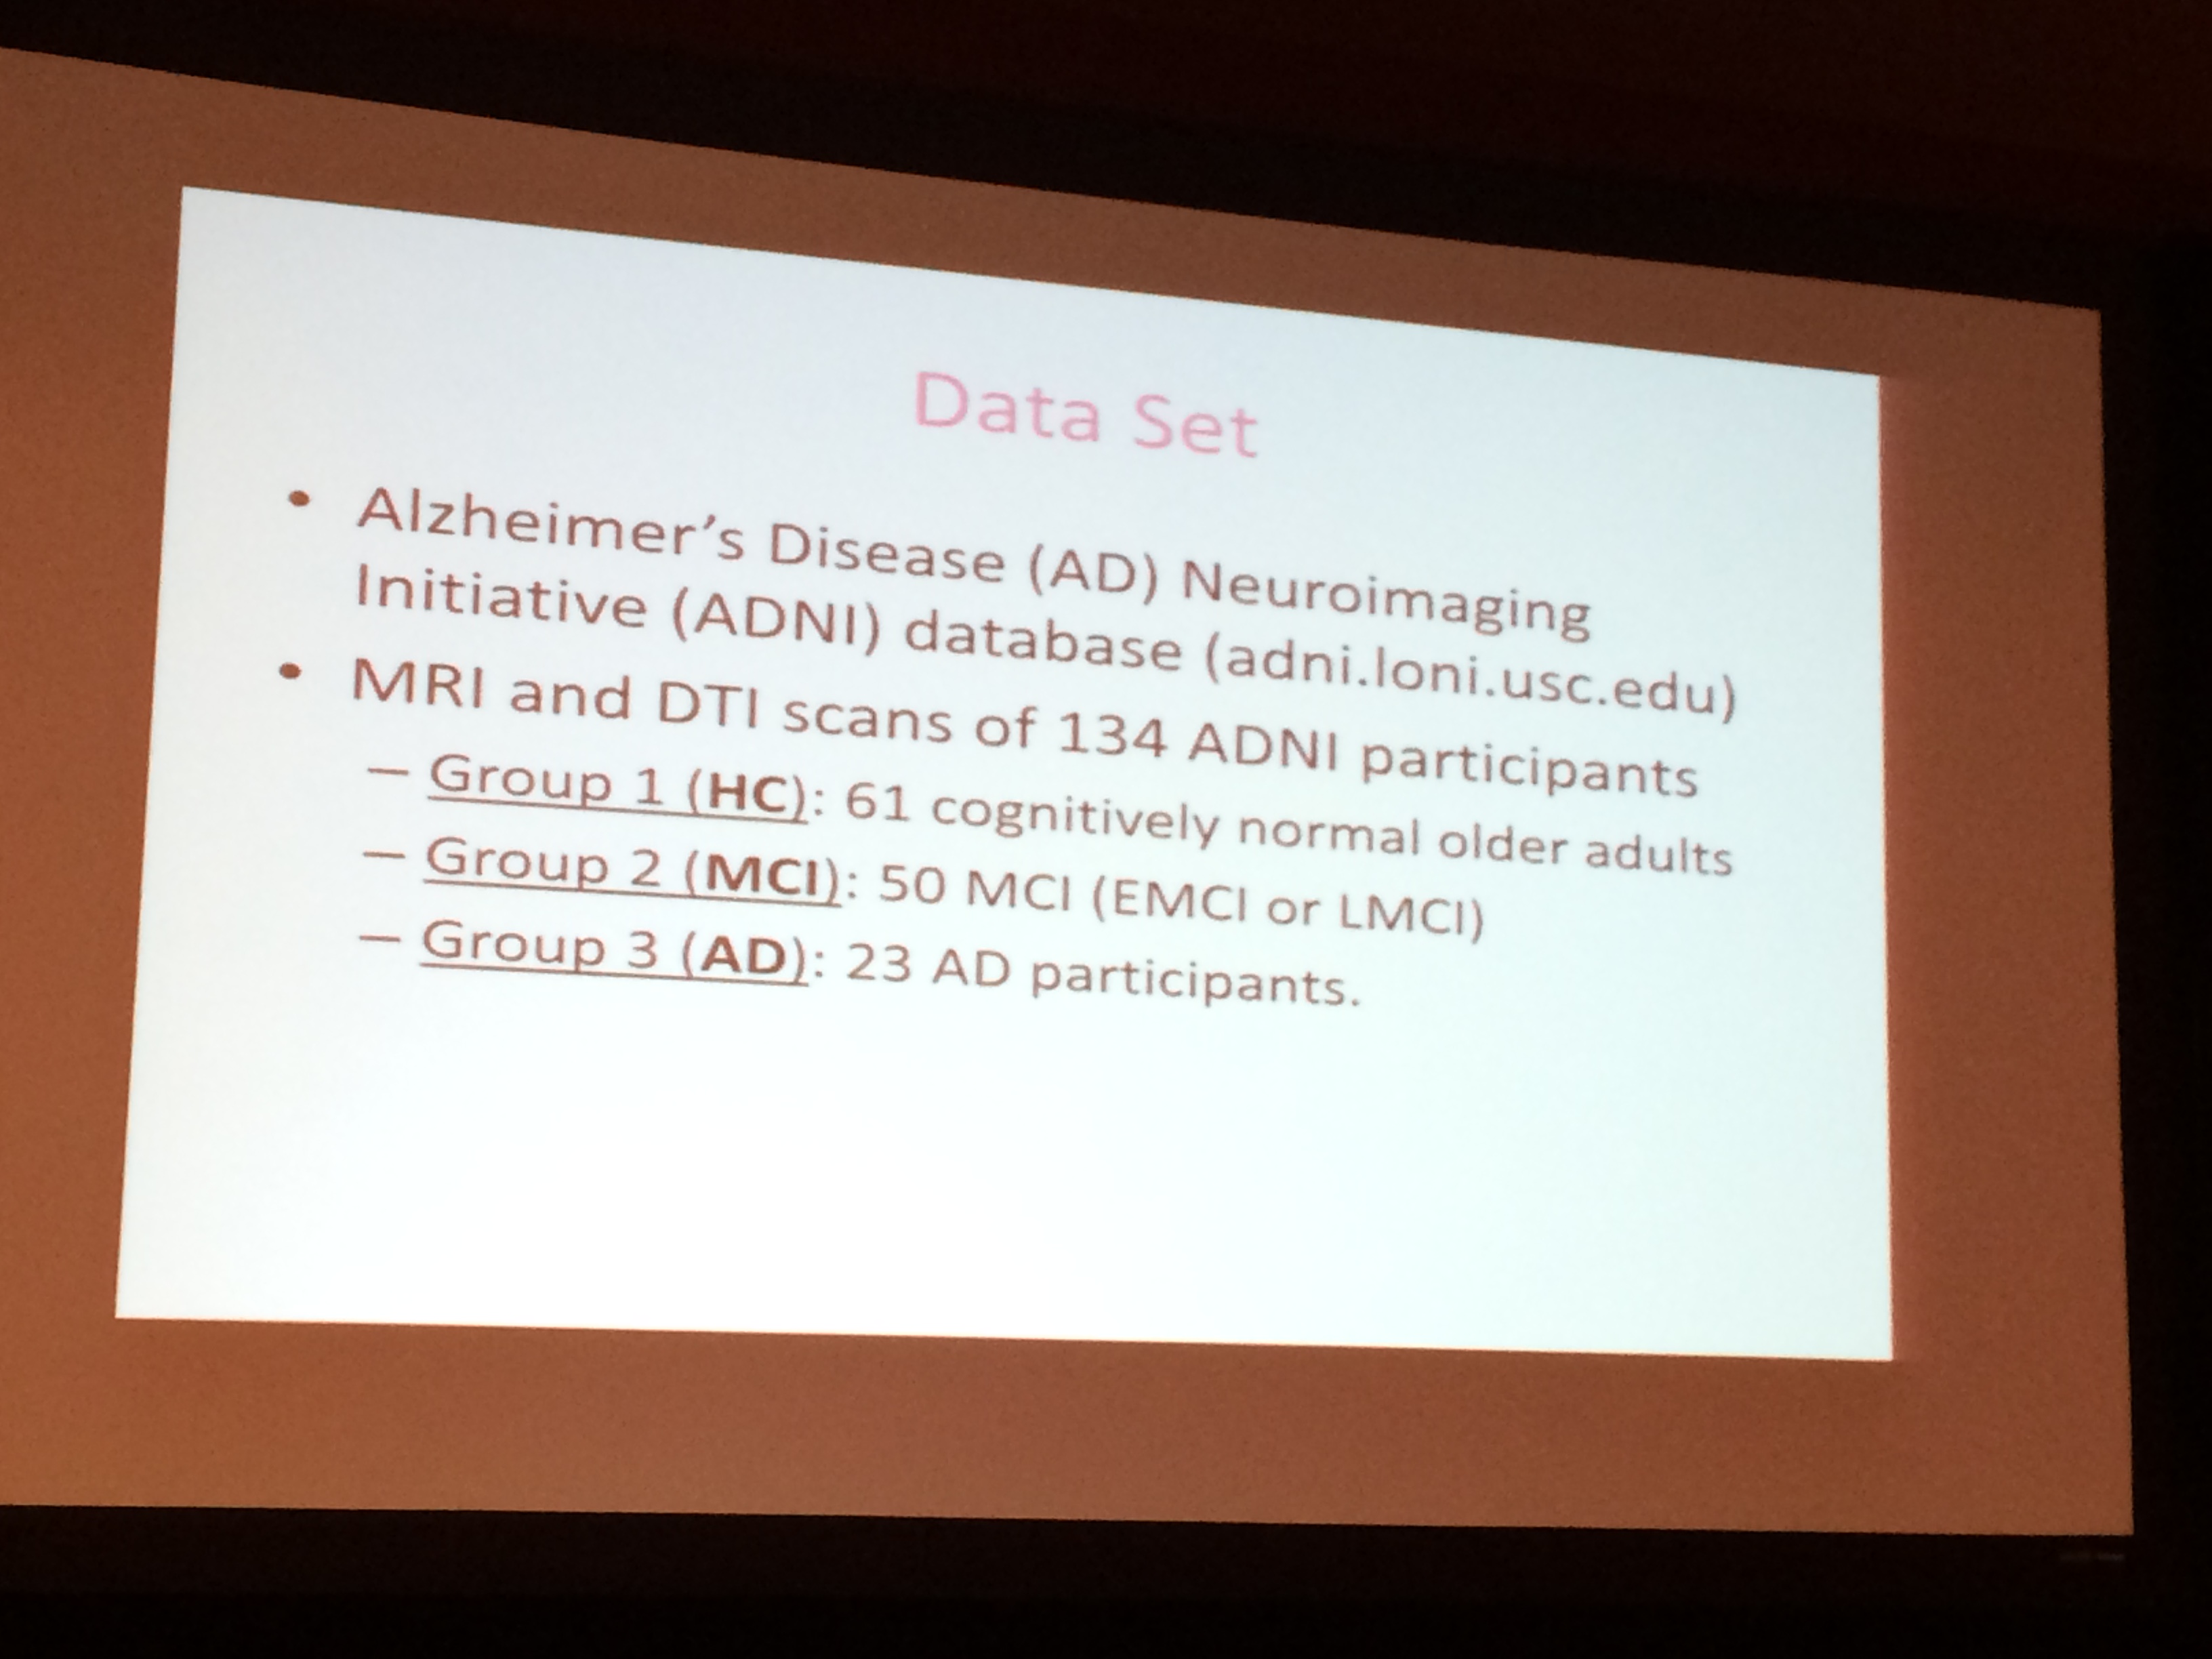 Data Set
• Alzheimer’s Disease (AD) Neuroimaging
Initiative (ADNI) database (adni.loni.usc.edu)
• MRI and DTI scans of 134 ADNI participants
– Group 1 (HC): 61 cognitively normal older adults
– Group 2 (MCI): 50 MCI (EMCI or LMCI)
– Group 3 (AD): 23 AD participants.